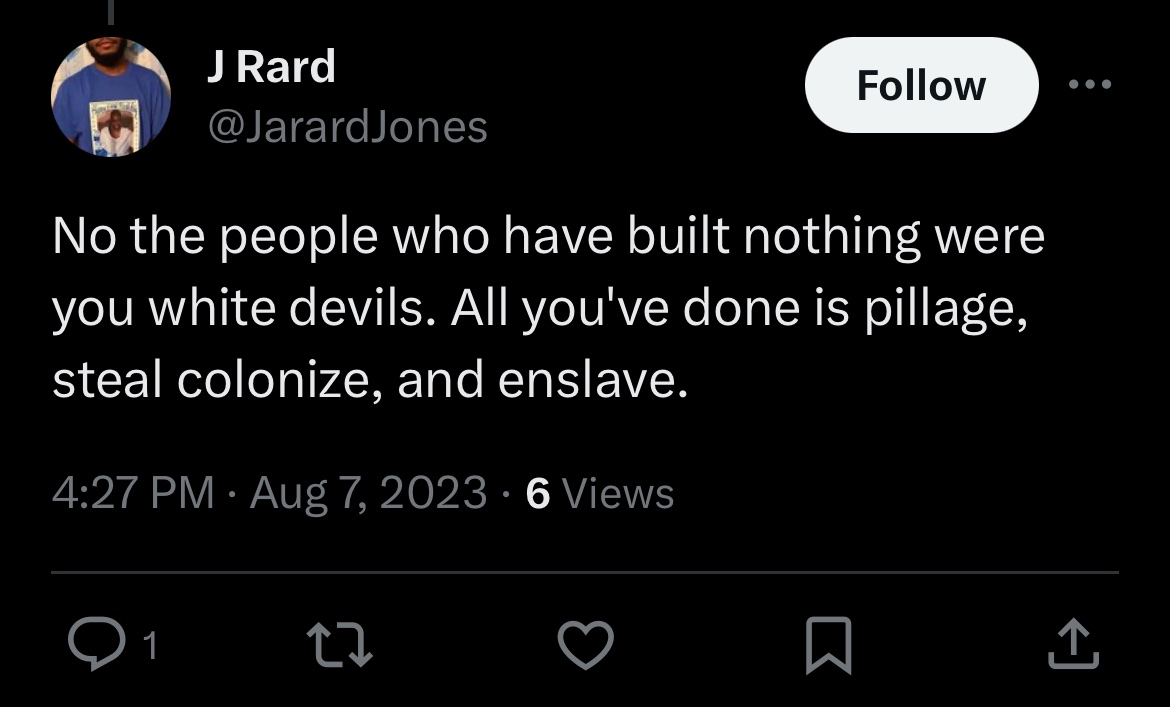 J Rard
@JarardJones
Follow
No the people who have built nothing were
you white devils. All you've done is pillage,
steal colonize, and enslave.
4:27 PM · Aug 7, 2023 · 6 Views
1